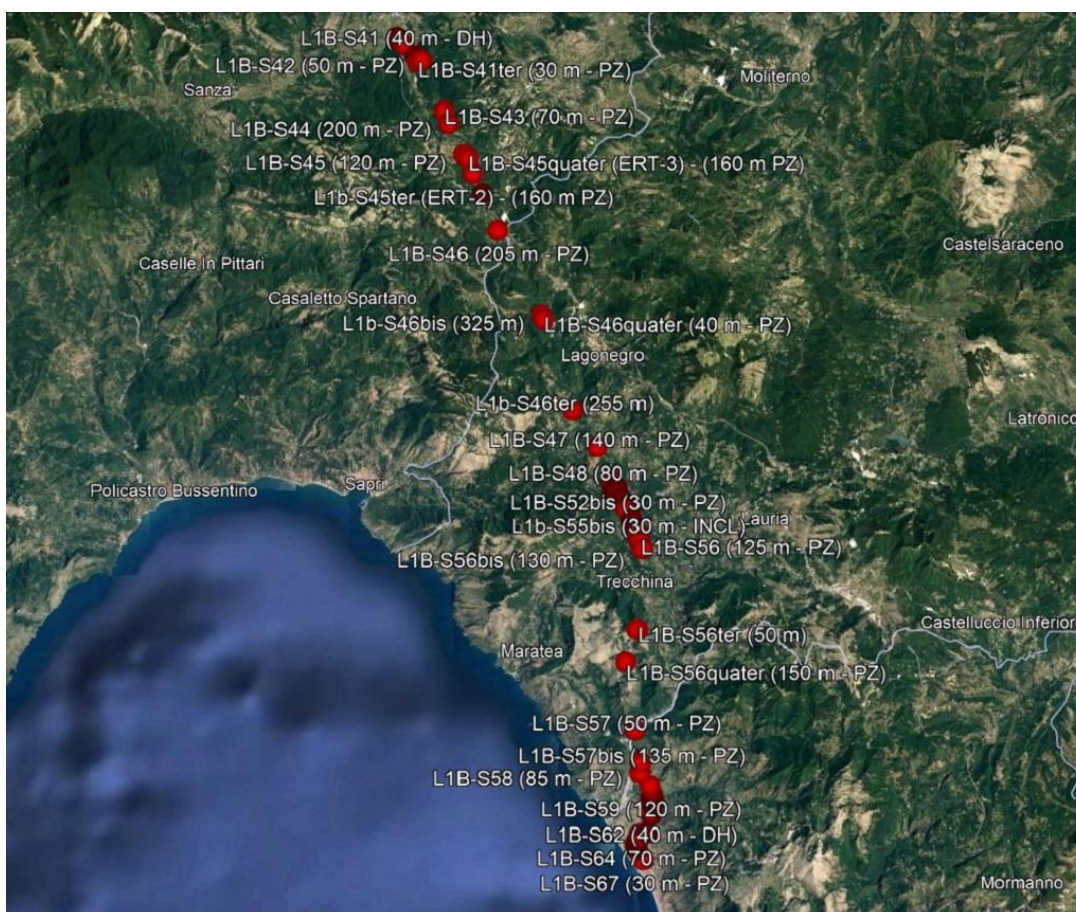 L1B-S41 (40 m - DH)
L1B-S42 (50 m - PZ)
L1B-S41ter (30 m - PZ)
Moliterno
Sanza
L1B-S43 (70 m - PZ)
L1B-S44 (200 m - PZ)
L1B-S45 (120 m - PZ)
L1B-S45quater (ERT-3) - (160 m PZ)
L1b-S45ter (ERT-2) - (160 m PZ)
Castelsaraceno
L1B-S46 (205 m - PZ)
Caselle In Pittari
Casaletto Spartano
L1b-S46bis (325 m)
L1B-S46quater (40 m - PZ)
Lagonegro
L1b-S46ter (255 m)
Latronico
L1B-S47 (140 m - PZ)
L1B-S48 (80 m - PZ)
Sapri
Policastro Bussentino
L1B-S52bis (30 m - PZ)
Lauria
L1b-S55bis (30 m - INCL)
L1B-S56 (125 m - PZ)
L1B-S56bis (130 m - PZ)
Trecchina
Castelluccio Inferiore
L1B-S56ter (50 m)
Maratea
L1B-S56quater (150 m - PZ)
L1B-S57 (50 m - PZ)
L1B-S57bis (135 m - PZ)
L1B-S58 (85 m - PZ)
L1B-S59 (120 m - PZ)
L1B-S62 (40 m - DH)
L1B-S64 (70 m - PZ)
L1B-S67 (30 m - PZ)
Mormanno